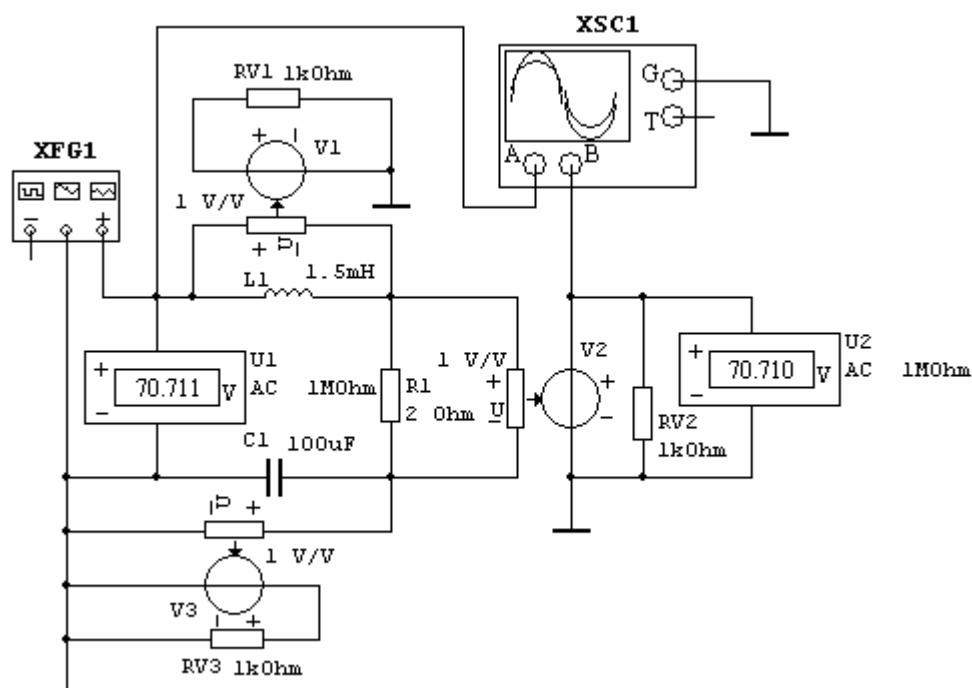 XSC1
RV1 1kOhm
G
T
V1
A B
XFG1
− +
+ −
1 V/V
+ U −
L1 1.5mH
+ 70.711 V −
U1
AC 1MOhm
R1
2 Ohm
1 V/V
+ U −
V2
+ −
RV2
1kOhm
+ 70.710 V −
U2
AC 1MOhm
C1 100uF
− U +
1 V/V
V3
− +
RV3 1kOhm